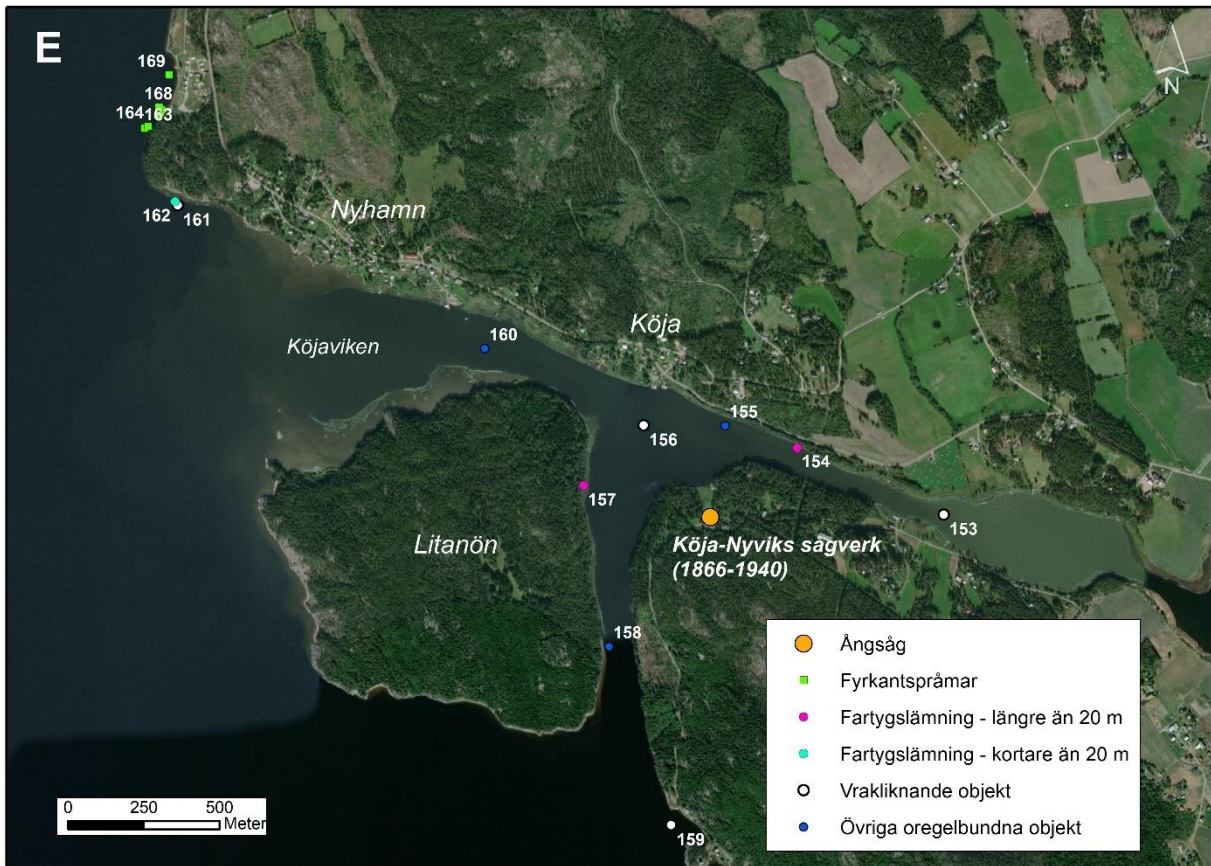 E
N
169
168
164 163
162 161
Nyhamn
Köja
Köjaviken
160
155
156
154
157
153
Litanön
Köja-Nyviks sågverk
(1866-1940)
158
159
Ångsåg
Fyrkantspråmar
Fartygslämning - längre än 20 m
Fartygslämning - kortare än 20 m
Vrakliknande objekt
Övriga oregelbundna objekt
0 250 500
Meter